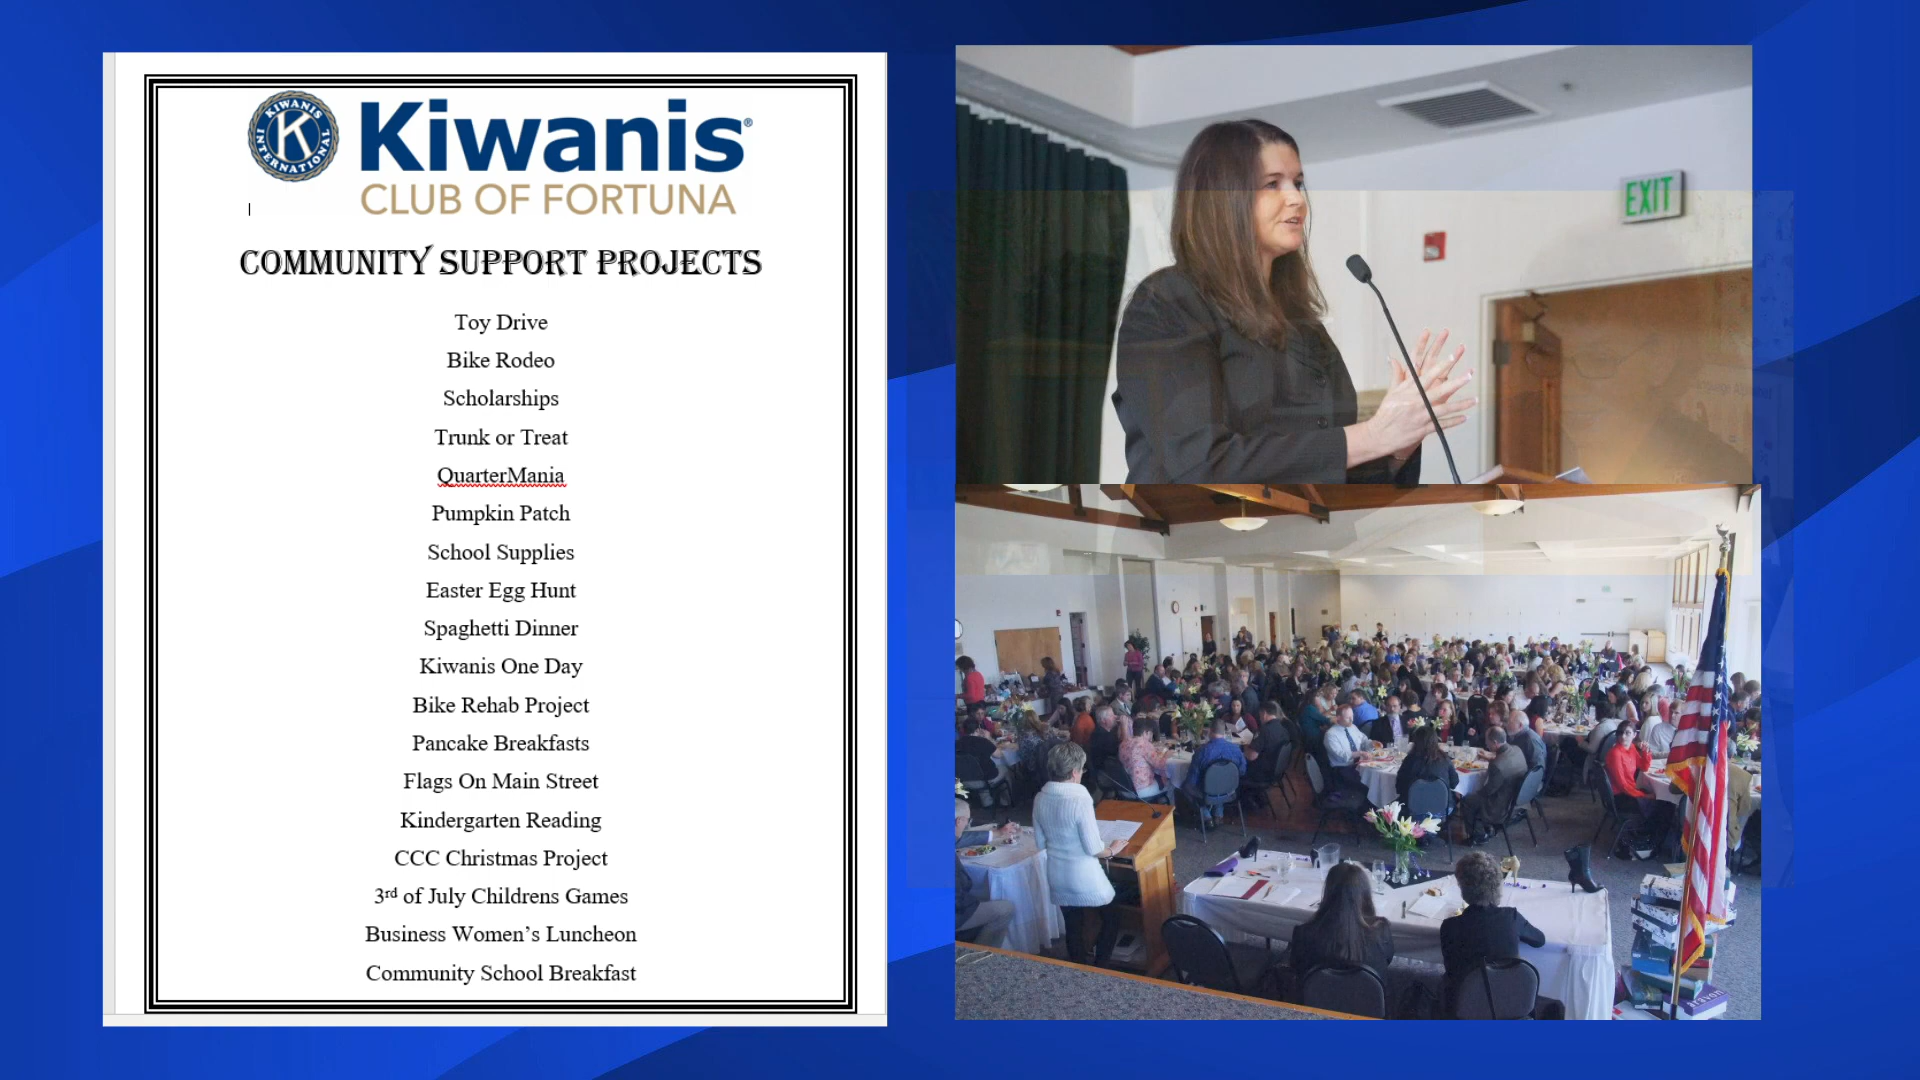 KIWANIS
INTERNATIONAL
K
Kiwanis®
CLUB OF FORTUNA
COMMUNITY SUPPORT PROJECTS
Toy Drive
Bike Rodeo
Scholarships
Trunk or Treat
QuarterMania
Pumpkin Patch
School Supplies
Easter Egg Hunt
Spaghetti Dinner
Kiwanis One Day
Bike Rehab Project
Pancake Breakfasts
Flags On Main Street
Kindergarten Reading
CCC Christmas Project
3rd of July Childrens Games
Business Women’s Luncheon
Community School Breakfast
EXIT